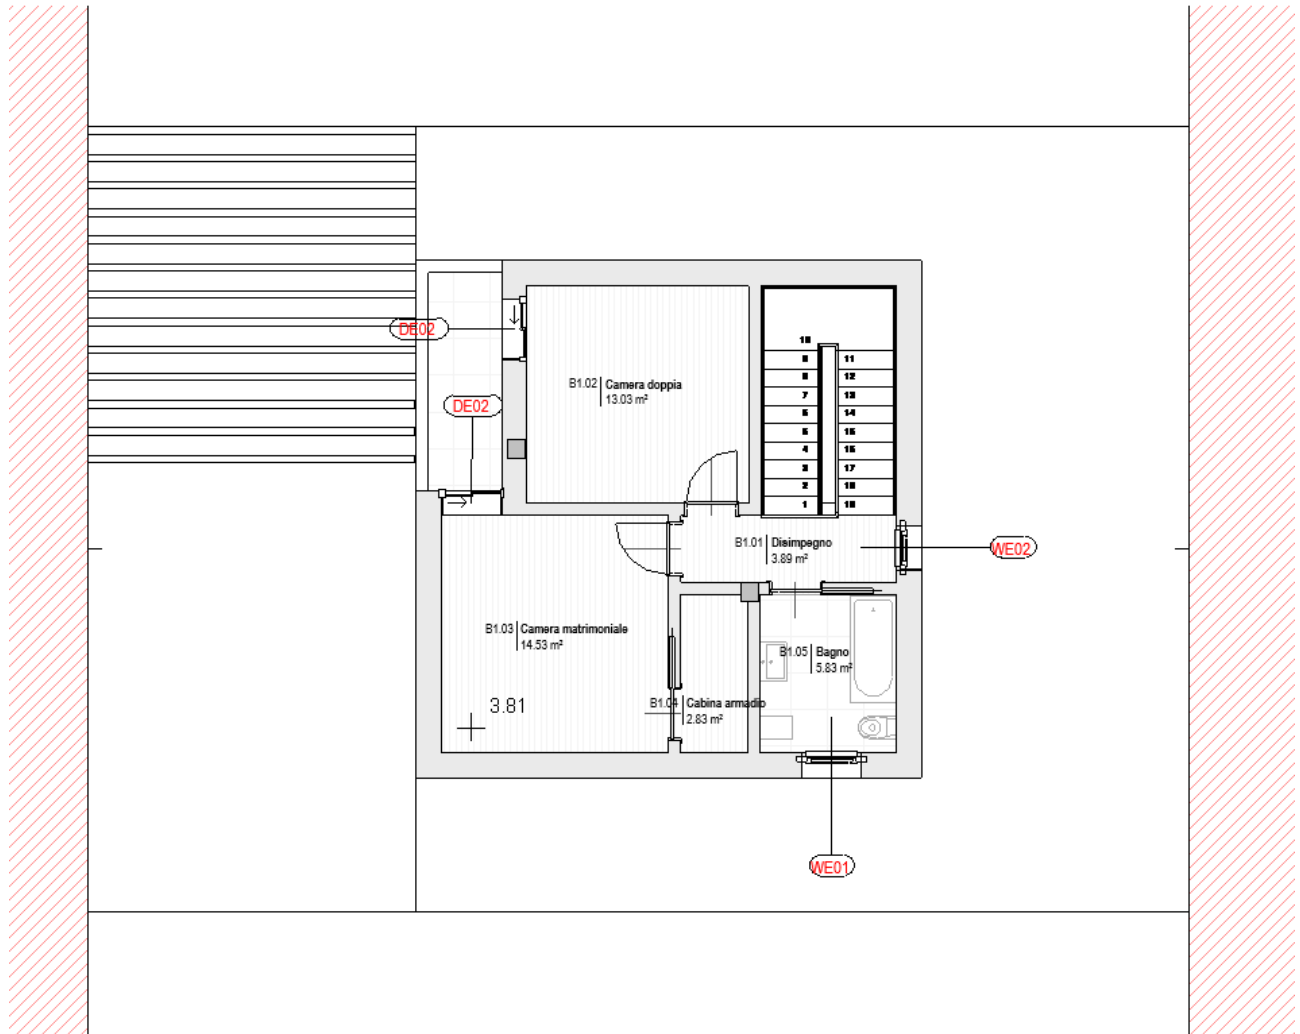 DE02
10
9
11
8
12
B1.02
Camera doppia
13.03 m²
7
13
DE02
6
14
5
15
4
16
3
17
2
18
1
19
B1.01
Disimpegno
3.89 m²
WE02
B1.03
Camera matrimoniale
14.53 m²
B1.05
Bagno
5.83 m²
B1.04
Cabina armadio
2.83 m²
3.81
WE01